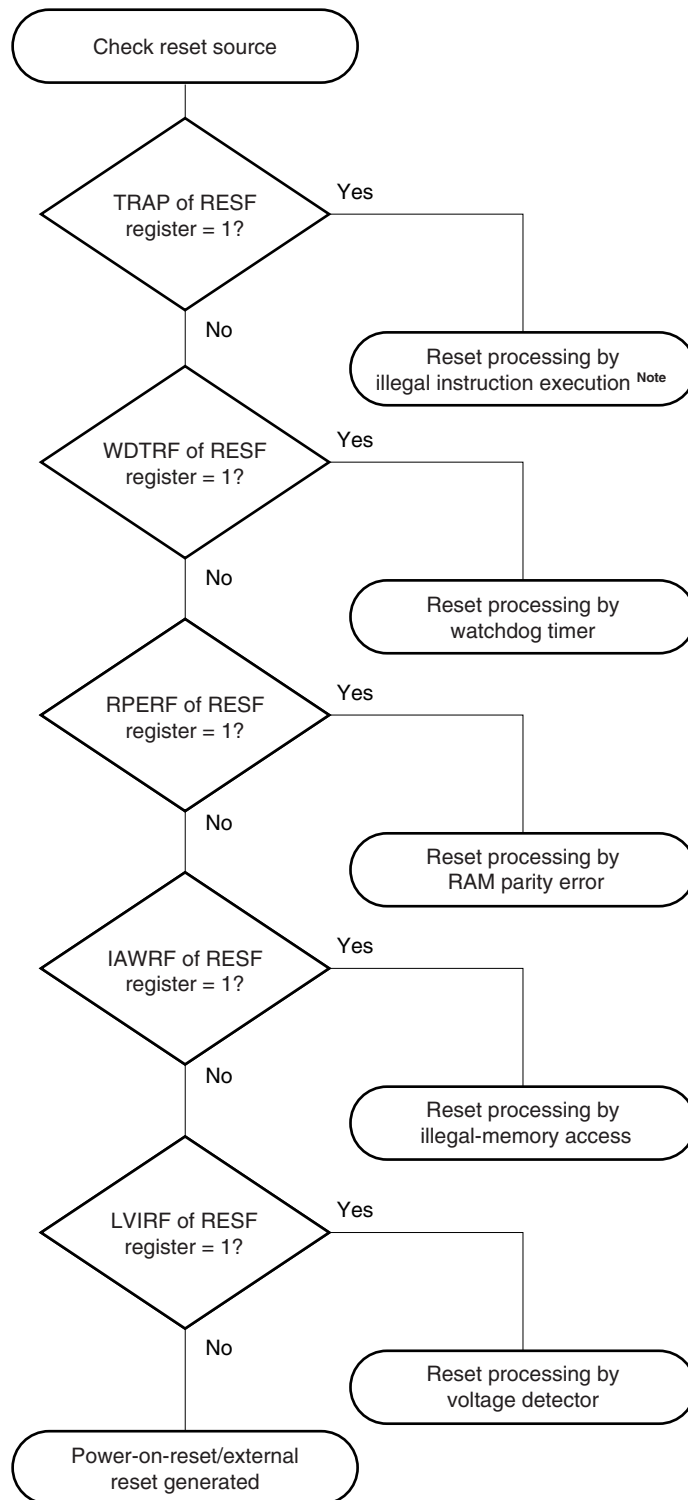 Check reset source
TRAP of RESF
register = 1?
Yes
No
Reset processing by
illegal instruction execution Note
WDTRF of RESF
register = 1?
Yes
No
Reset processing by
watchdog timer
RPERF of RESF
register = 1?
Yes
No
Reset processing by
RAM parity error
IAWRF of RESF
register = 1?
Yes
No
Reset processing by
illegal-memory access
LVIRF of RESF
register = 1?
Yes
No
Reset processing by
voltage detector
Power-on-reset/external
reset generated